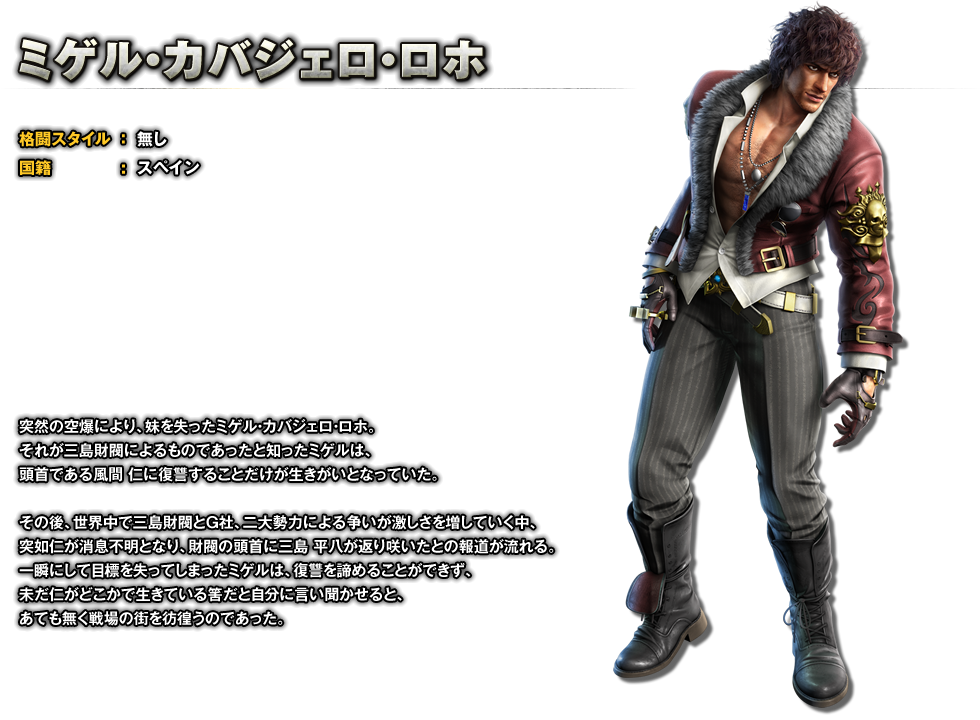 ミゲル・カバジェロ・ロホ
格闘スタイル : 無し
国籍 : スペイン
突然の空爆により、妹を失ったミゲル・カバジェロ・ロホ。
それが三島財閥によるものであったと知ったミゲルは、
頭首である風間 仁に復讐することだけが生きがいとなっていた。
その後、世界中で三島財閥とG社、二大勢力による争いが激しさを増していく中、
突如仁が消息不明となり、財閥の頭首に三島 平八が返り咲いたとの報道が流れる。
一瞬にして目標を失ってしまったミゲルは、復讐を諦めることができず、
未だ仁がどこかで生きている筈だと自分に言い聞かせると、
あても無く戦場の街を彷徨うのであった。